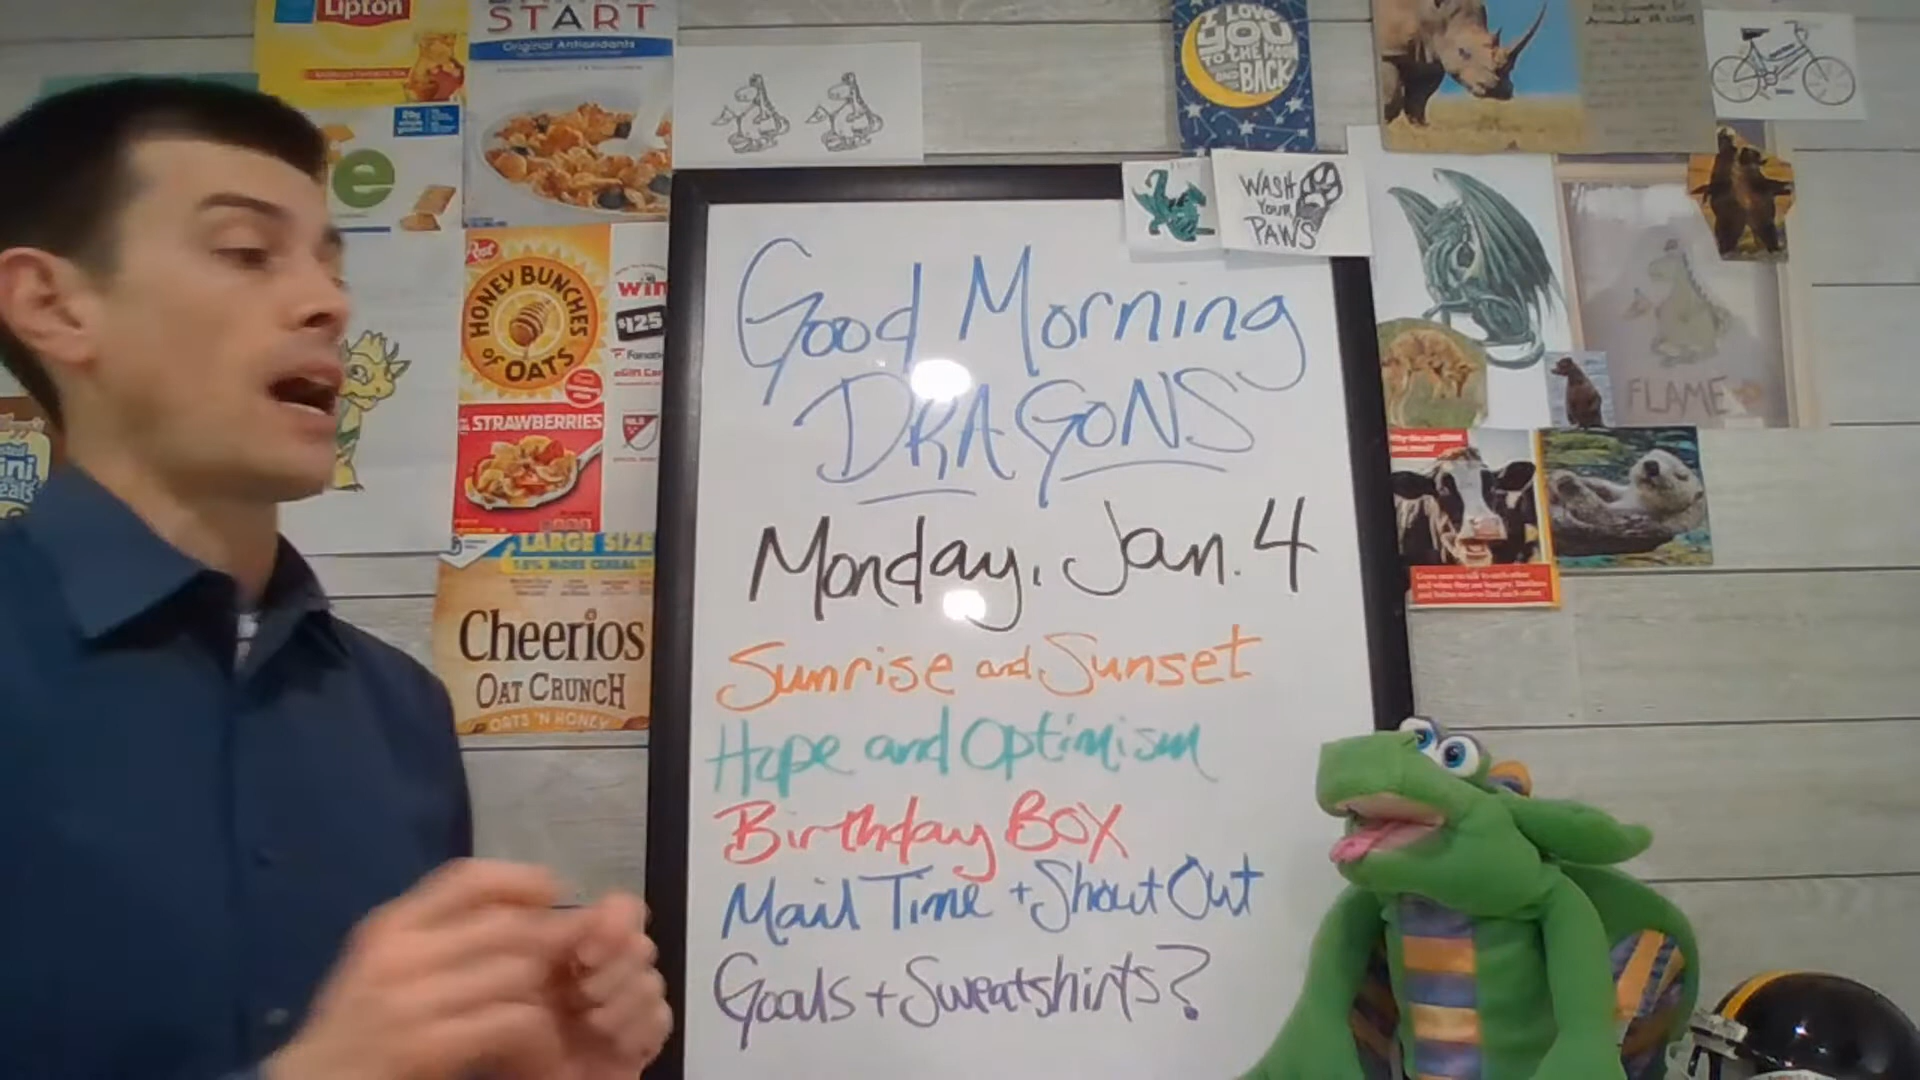 Lipton
START
Original Antioxidants
I LOVE
YOU
TO THE MOON
AND
BACK
e
WASH
YOUR
PAWS
Post
HONEY BUNCHES
of OATS
win
$125
FLAME
STRAWBERRIES
LARGE SIZE
Cheerios
OAT CRUNCH
OATS 'N HONEY
Good Morning
DRAGONS
Monday, Jan. 4
Sunrise and Sunset
Hope and Optimism
Birthday Box
Mail Time + Shout Out
Goals + Sweatshirts?